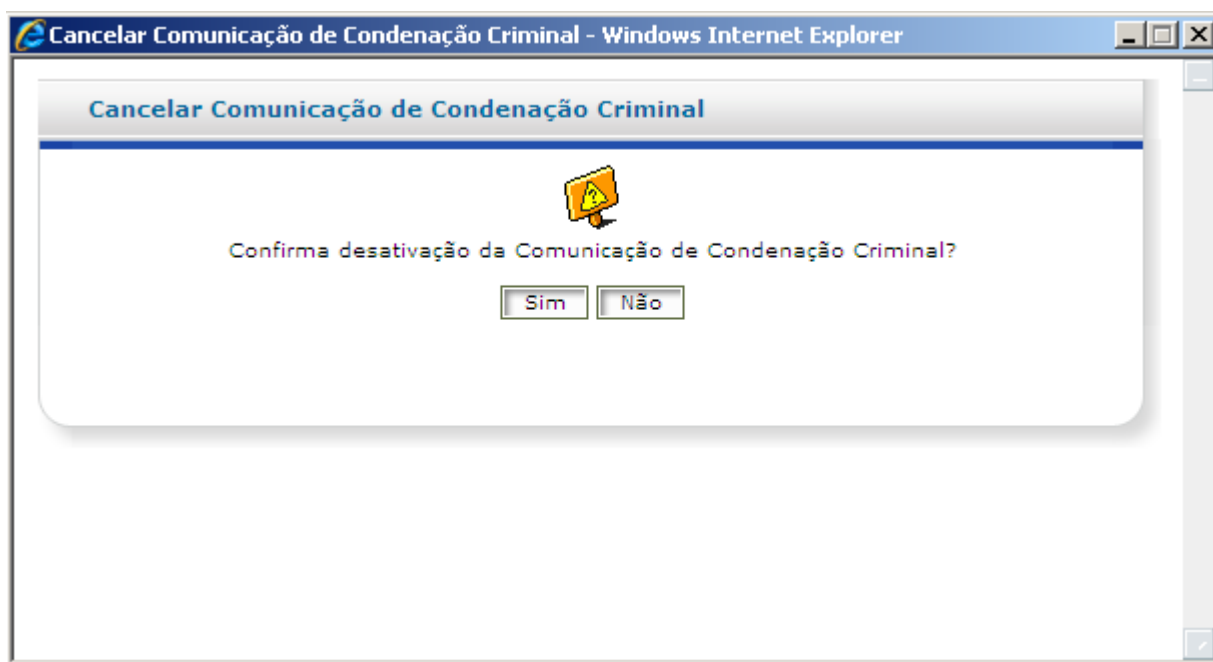 Cancelar Comunicação de Condenação Criminal - Windows Internet Explorer
Cancelar Comunicação de Condenação Criminal
?
Confirma desativação da Comunicação de Condenação Criminal?
Sim Não